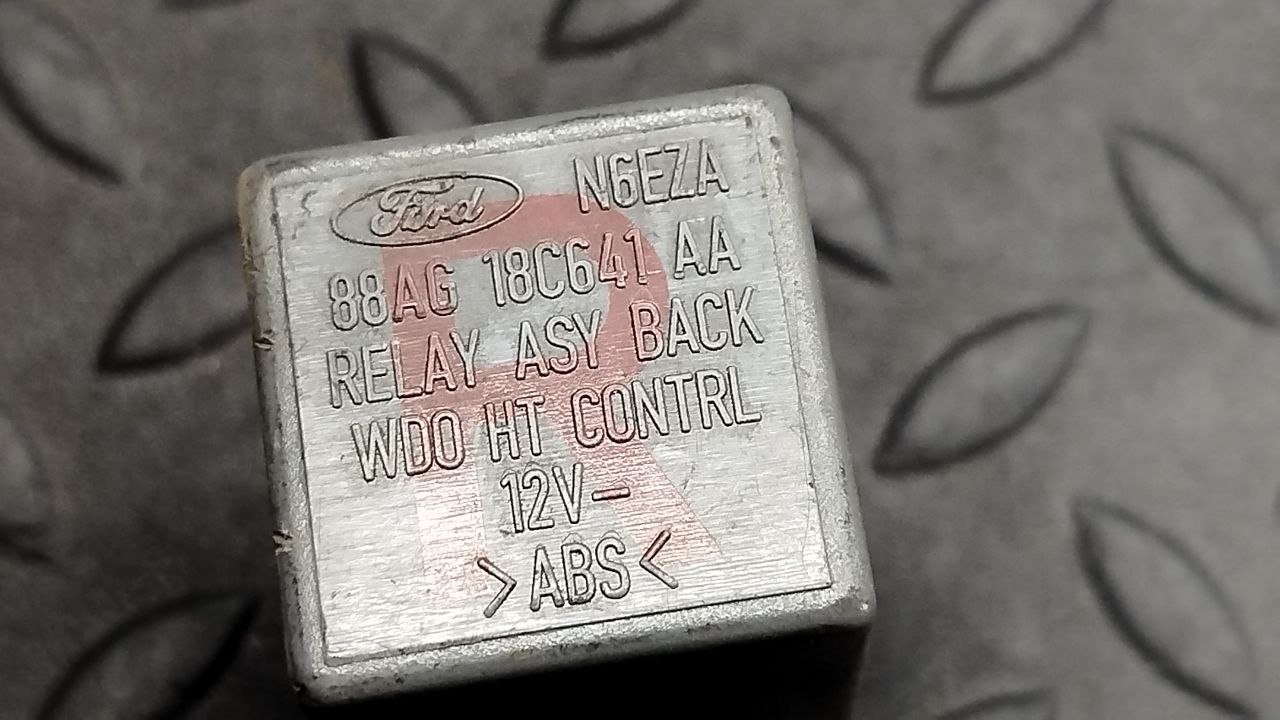 Ford N6EZA
88AG 18C641 AA
RELAY ASY BACK
WDO HT CONTRL
12V-
>ABS<
R